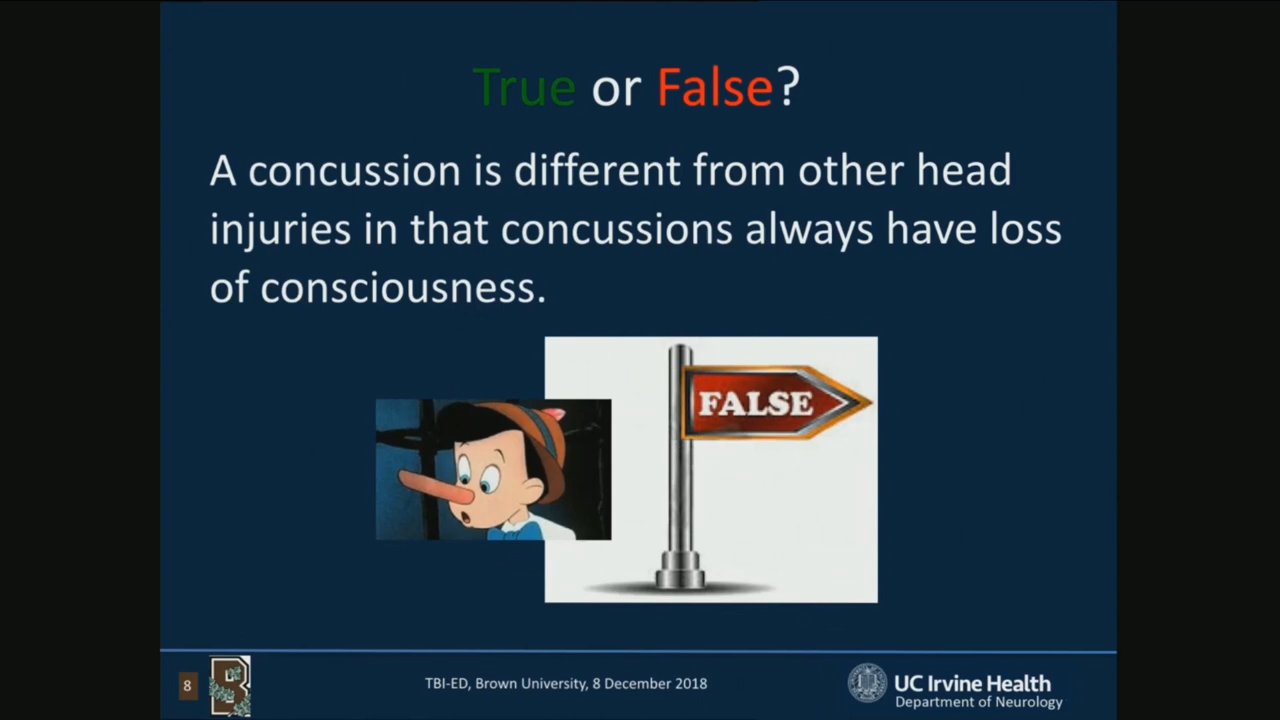 True or False?
A concussion is different from other head
injuries in that concussions always have loss
of consciousness.
FALSE
8
B
TBI-ED, Brown University, 8 December 2018
UC Irvine Health
Department of Neurology